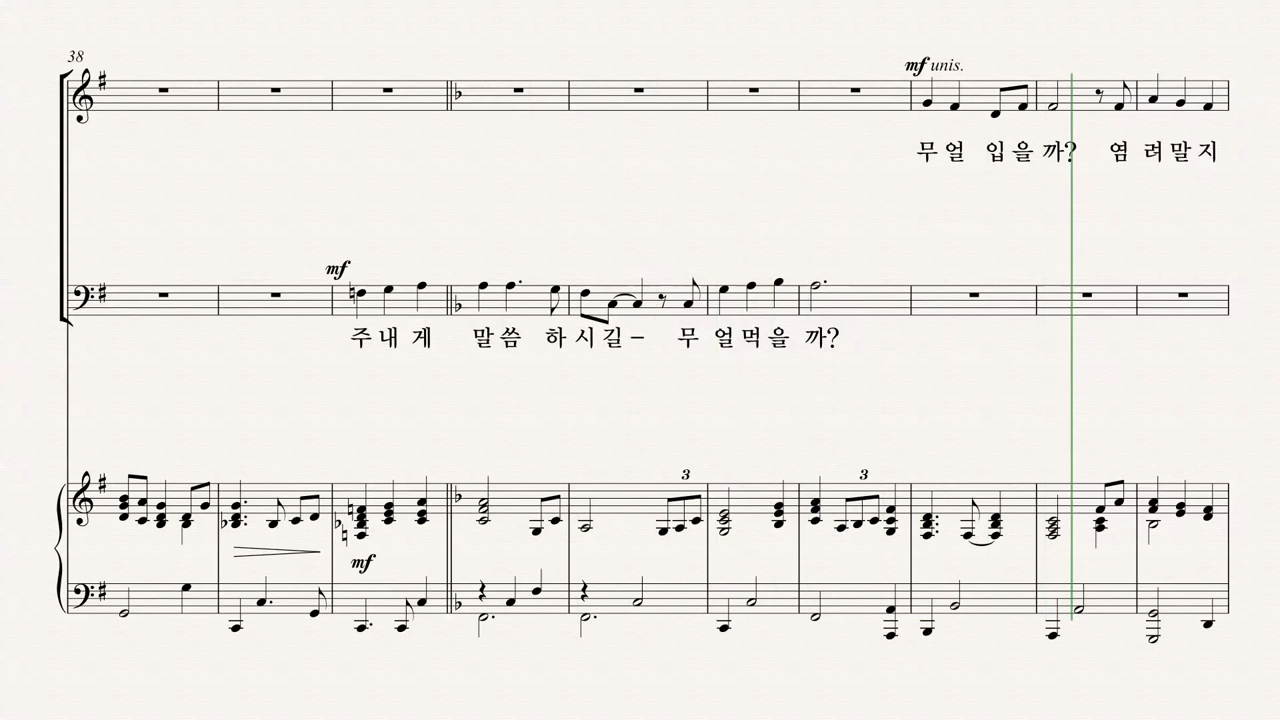 38
mf unis.
무얼 입을까? 염려말지
mf
주내게 말씀 하시길– 무얼먹을까?
3 3
mf